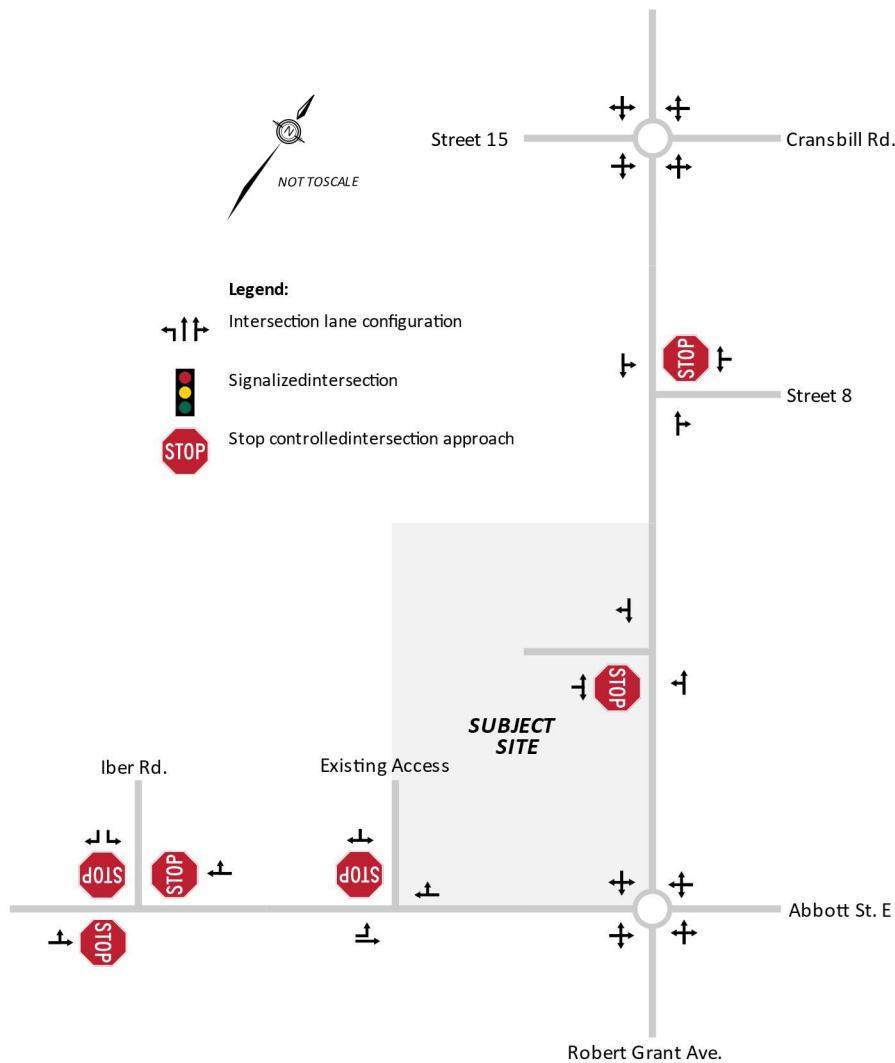 Street 15
Cransbill Rd.
N
NOT TOSCALE
Legend:
Intersection lane configuration
Signalizedintersection
STOP
Stop controlledintersection approach
STOP
Street 8
STOP
SUBJECT
SITE
Iber Rd.
Existing Access
STOP
STOP
STOP
STOP
Abbott St. E
Robert Grant Ave.